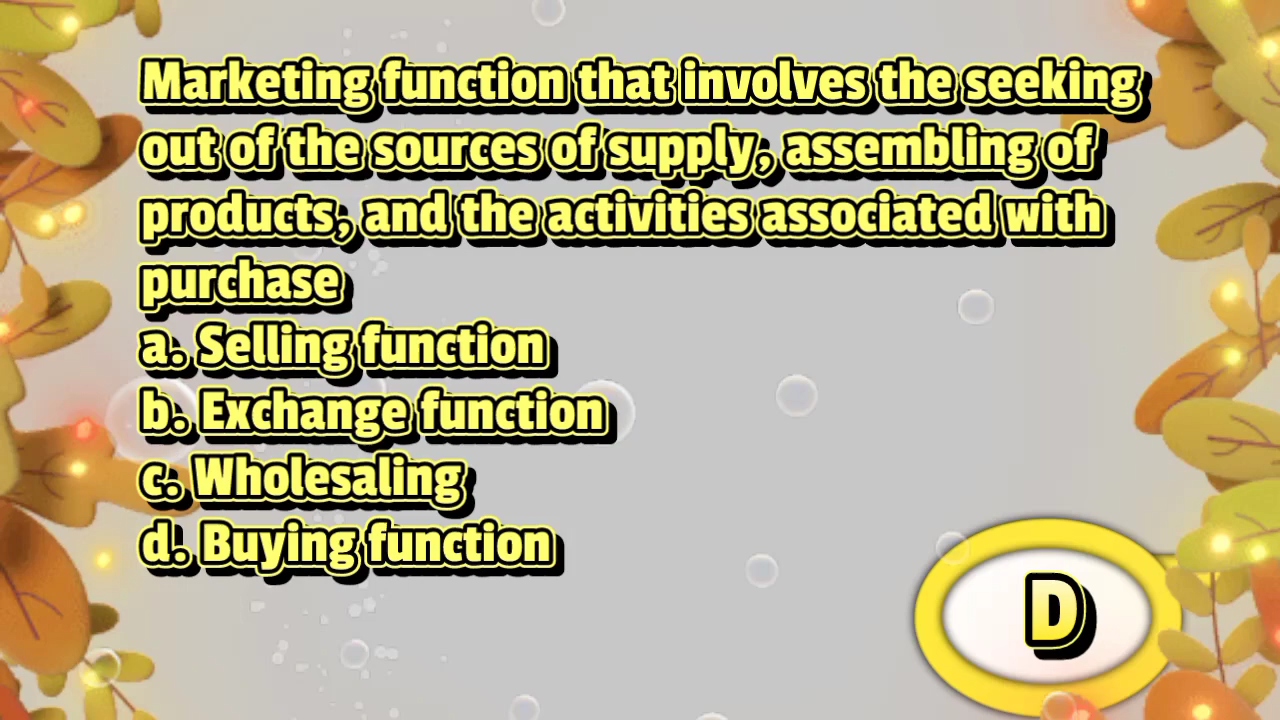 Marketing function that involves the seeking
out of the sources of supply, assembling of
products, and the activities associated with
purchase
a. Selling function
b. Exchange function
c. Wholesaling
d. Buying function
D